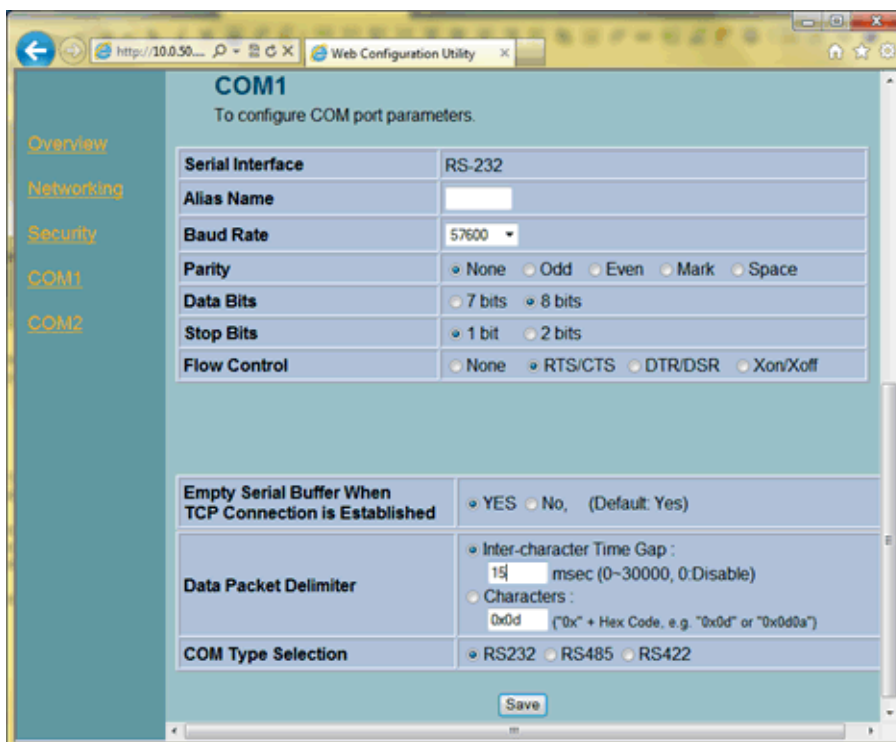 http://10.0.50....
Web Configuration Utility
COM1
To configure COM port parameters.
Overview
Networking
Security
COM1
COM2
Serial Interface RS-232
Alias Name
Baud Rate 57600
Parity None Odd Even Mark Space
Data Bits 7 bits 8 bits
Stop Bits 1 bit 2 bits
Flow Control None RTS/CTS DTR/DSR Xon/Xoff
Empty Serial Buffer When
TCP Connection is Established YES No, (Default: Yes)
Data Packet Delimiter
Inter-character Time Gap :
15 msec (0~30000, 0:Disable)
Characters :
0x0d ("0x" + Hex Code, e.g. "0x0d" or "0x0d0a")
COM Type Selection RS232 RS485 RS422
Save